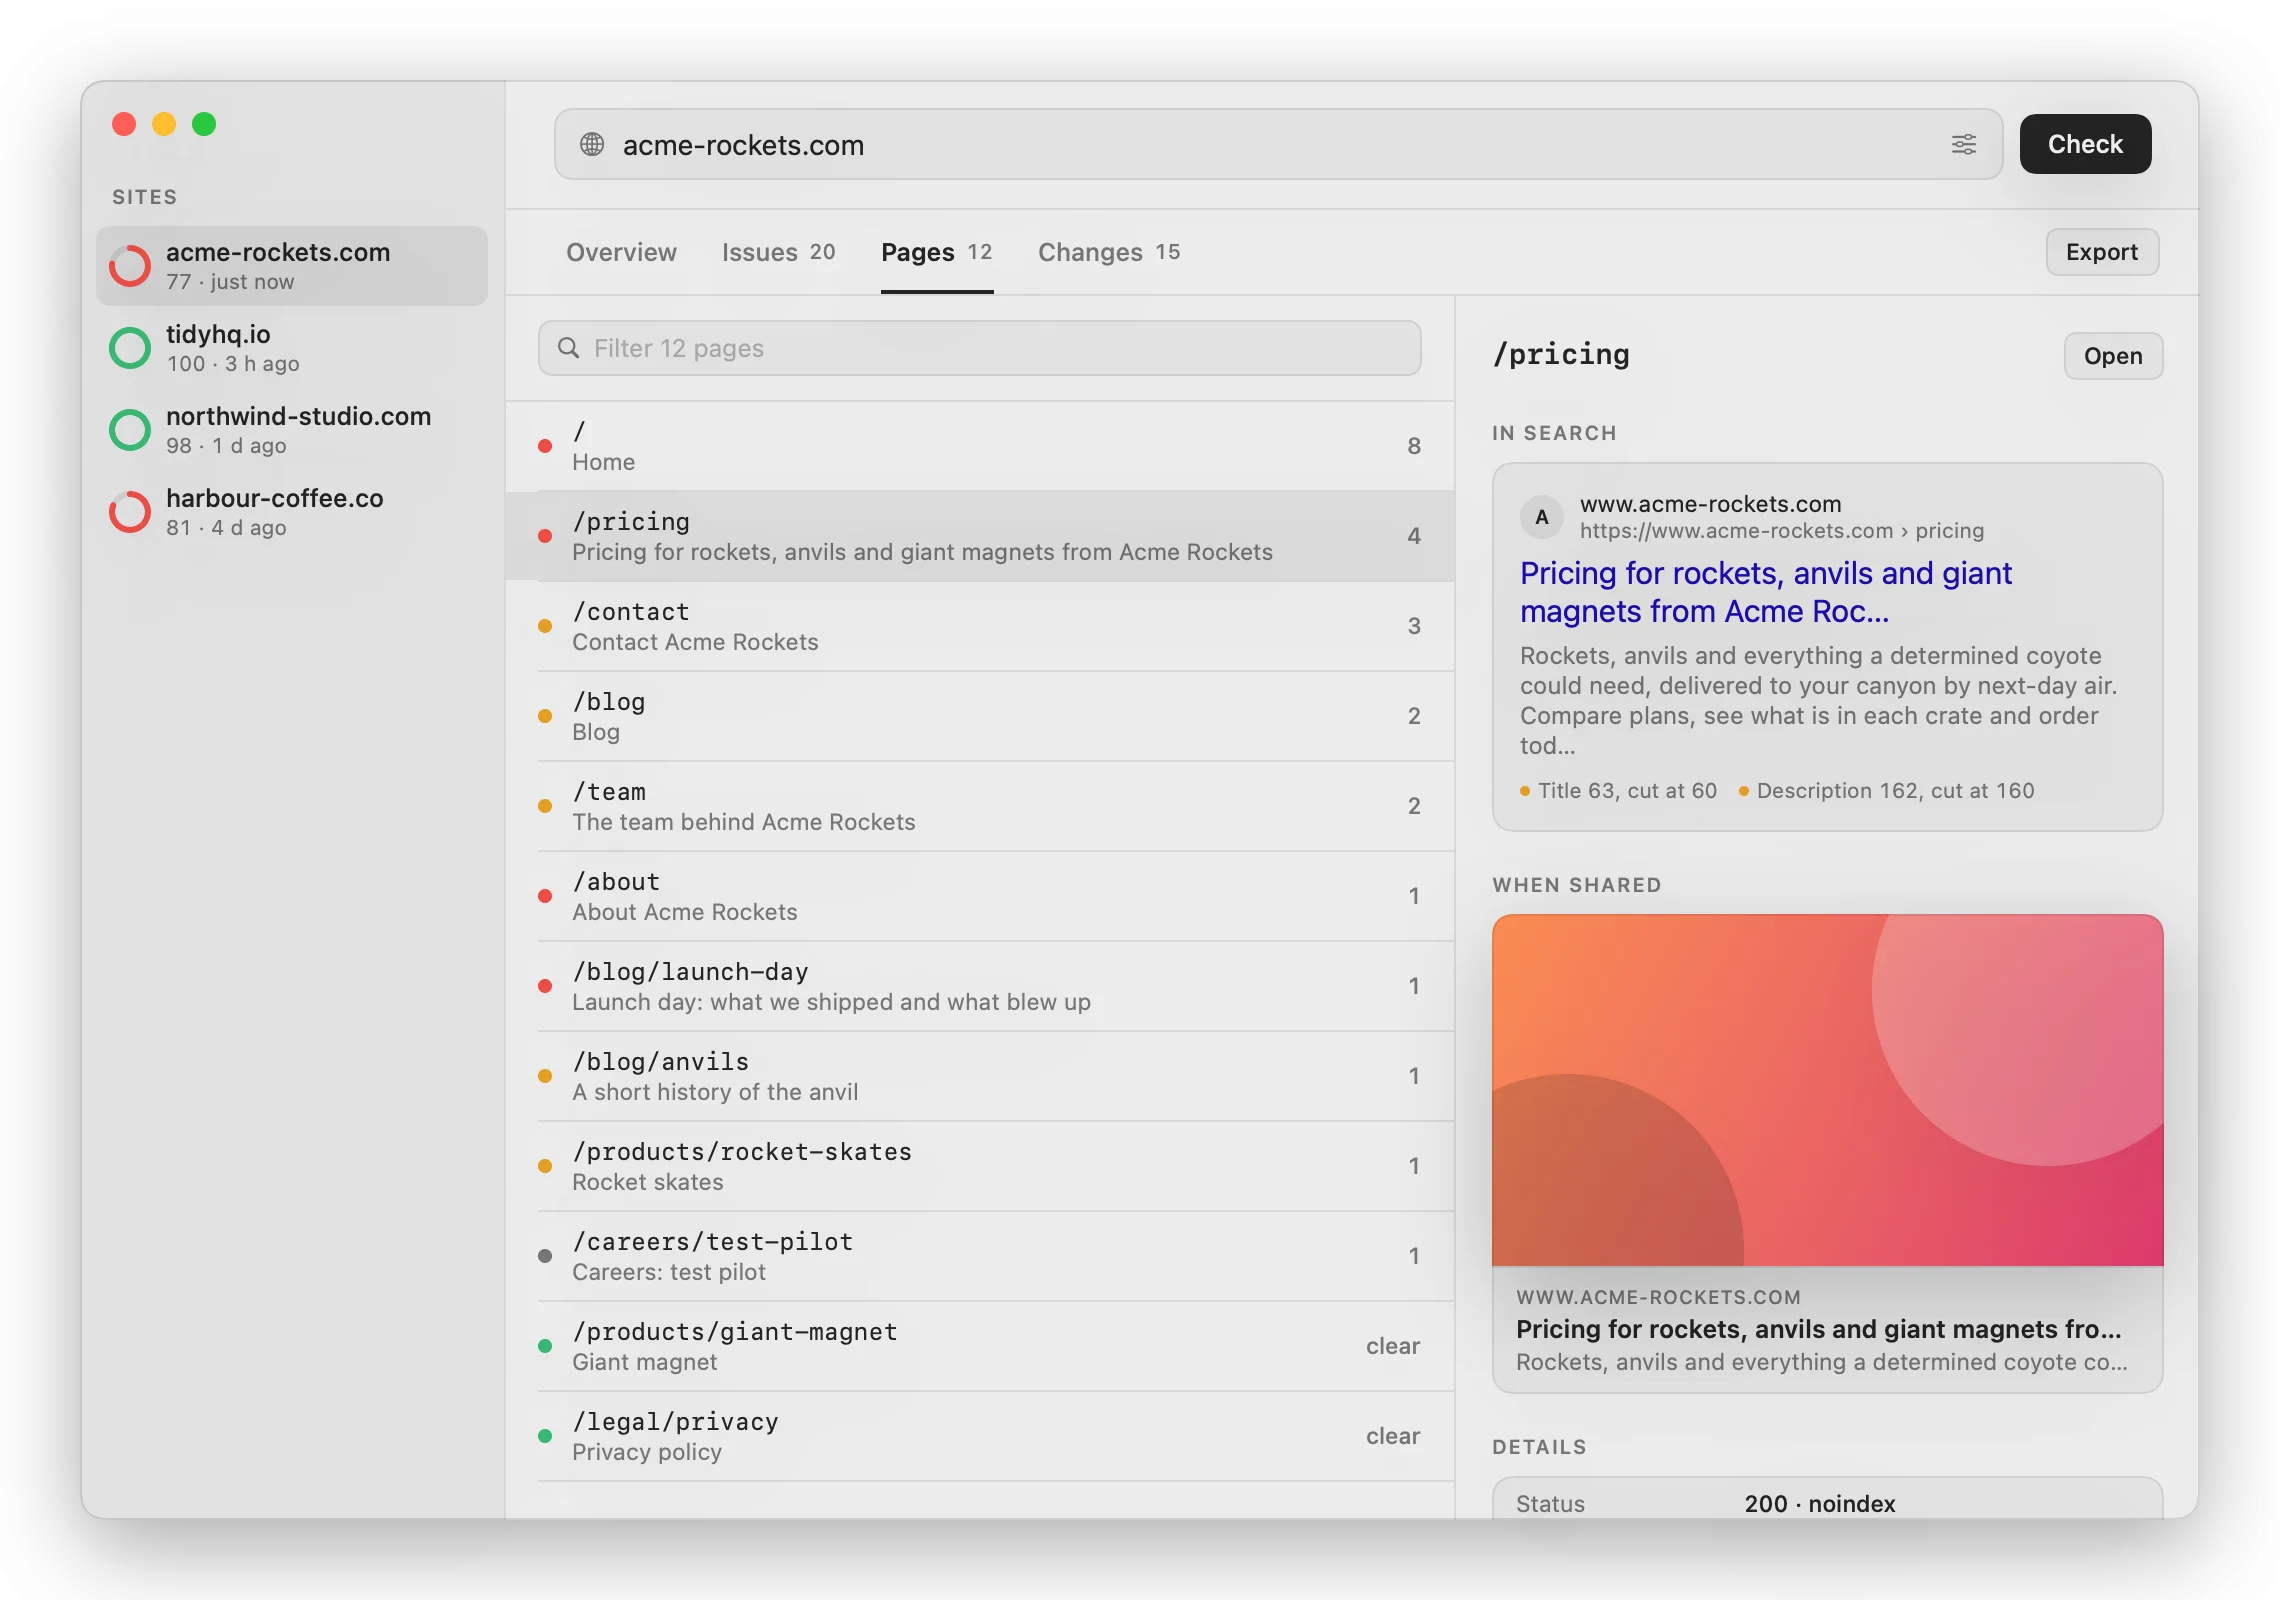 acme-rockets.com
Check
SITES
acme-rockets.com
77 · just now
tidyhq.io
100 · 3 h ago
northwind-studio.com
98 · 1 d ago
harbour-coffee.co
81 · 4 d ago
Overview
Issues 20
Pages 12
Changes 15
Export
Filter 12 pages
/
Home
8
/pricing
Pricing for rockets, anvils and giant magnets from Acme Rockets
4
/contact
Contact Acme Rockets
3
/blog
Blog
2
/team
The team behind Acme Rockets
2
/about
About Acme Rockets
1
/blog/launch-day
Launch day: what we shipped and what blew up
1
/blog/anvils
A short history of the anvil
1
/products/rocket-skates
Rocket skates
1
/careers/test-pilot
Careers: test pilot
1
/products/giant-magnet
Giant magnet
clear
/legal/privacy
Privacy policy
clear
/pricing
Open
IN SEARCH
A
www.acme-rockets.com
https://www.acme-rockets.com › pricing
Pricing for rockets, anvils and giant
magnets from Acme Roc...
Rockets, anvils and everything a determined coyote
could need, delivered to your canyon by next-day air.
Compare plans, see what is in each crate and order
tod...
Title 63, cut at 60
Description 162, cut at 160
WHEN SHARED
WWW.ACME-ROCKETS.COM
Pricing for rockets, anvils and giant magnets fro...
Rockets, anvils and everything a determined coyote co...
DETAILS
Status
200 · noindex